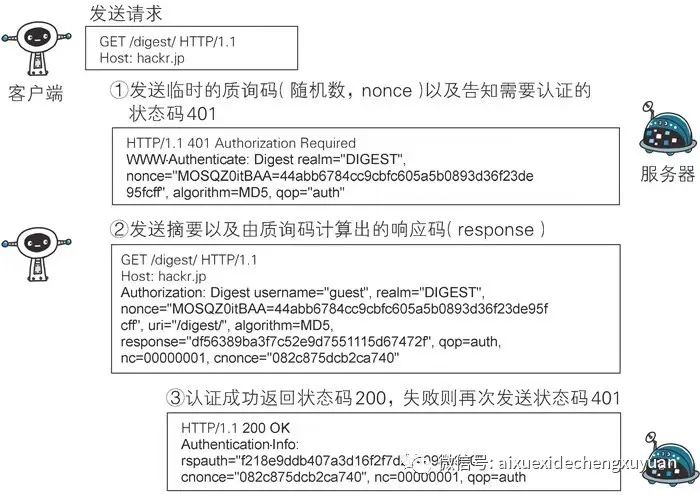 发送请求
GET /digest/ HTTP/1.1
Host: hackr.jp
客户端
①发送临时的质询码(随机数，nonce)以及告知需要认证的
状态码401
HTTP/1.1 401 Authorization Required
WWW-Authenticate: Digest realm="DIGEST",
nonce="MOSQZ0itBAA=44abb6784cc9cbfc605a5b0893d36f23de
95fcff", algorithm=MD5, qop="auth"
服务器
②发送摘要以及由质询码计算出的响应码(response)
GET /digest/ HTTP/1.1
Host: hackr.jp
Authorization: Digest username="guest", realm="DIGEST",
nonce="MOSQZ0itBAA=44abb6784cc9cbfc605a5b0893d36f23de95f
cff", uri="/digest/", algorithm=MD5,
response="df56389ba3f7c52e9d7551115d67472f", qop=auth,
nc=00000001, cnonce="082c875dcb2ca740"
③认证成功返回状态码200，失败则再次发送状态码401
HTTP/1.1 200 OK
Authentication-Info:
rspauth="f218e9ddb407a3d16f2f7d
微信号: aixuexidechengxuyuan
cnonce="082c875dcb2ca740", nc=00000001, qop=auth